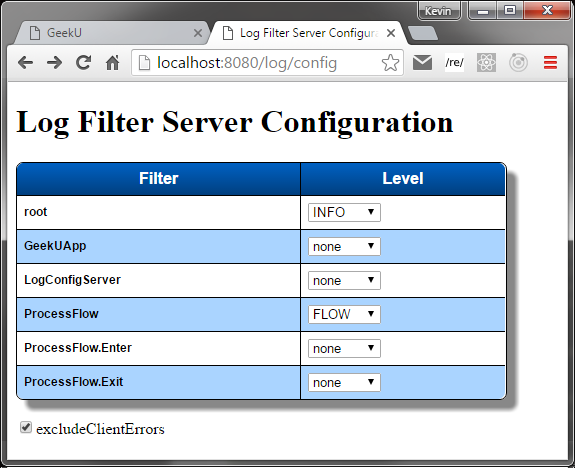 Kevin
GeekU
Log Filter Server Configura
localhost:8080/log/config
/re/
Log Filter Server Configuration
Filter Level
root INFO
GeekUApp none
LogConfigServer none
ProcessFlow FLOW
ProcessFlow.Enter none
ProcessFlow.Exit none
excludeClientErrors